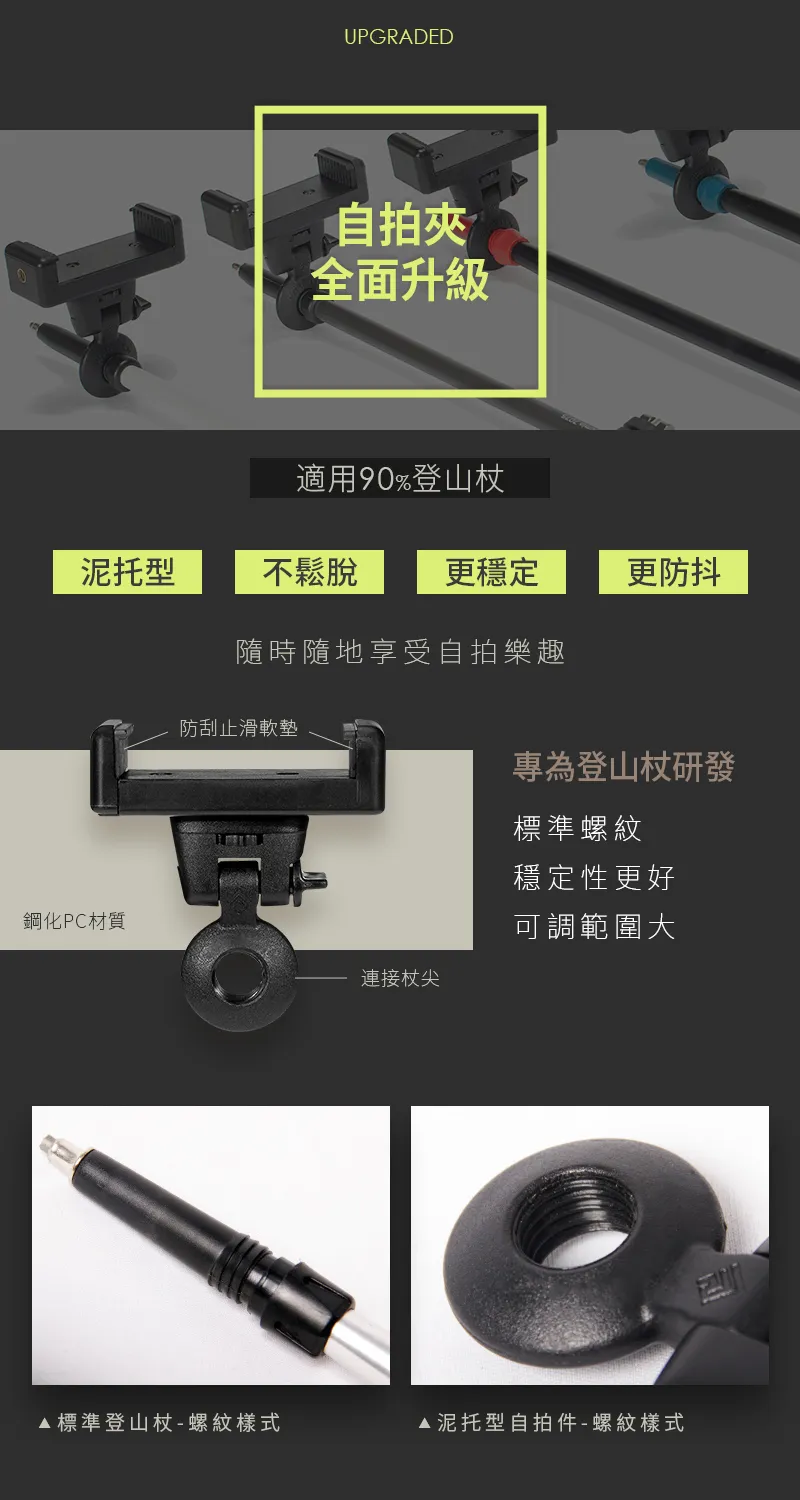 UPGRADED
自拍夾
全面升級
適用90%登山杖
泥托型
不鬆脫
更穩定
更防抖
隨時隨地享受自拍樂趣
防刮止滑軟墊
專為登山杖研發
標準螺紋
穩定性更好
可調範圍大
鋼化PC材質
連接杖尖
▲標準登山杖-螺紋樣式
▲泥托型自拍件-螺紋樣式